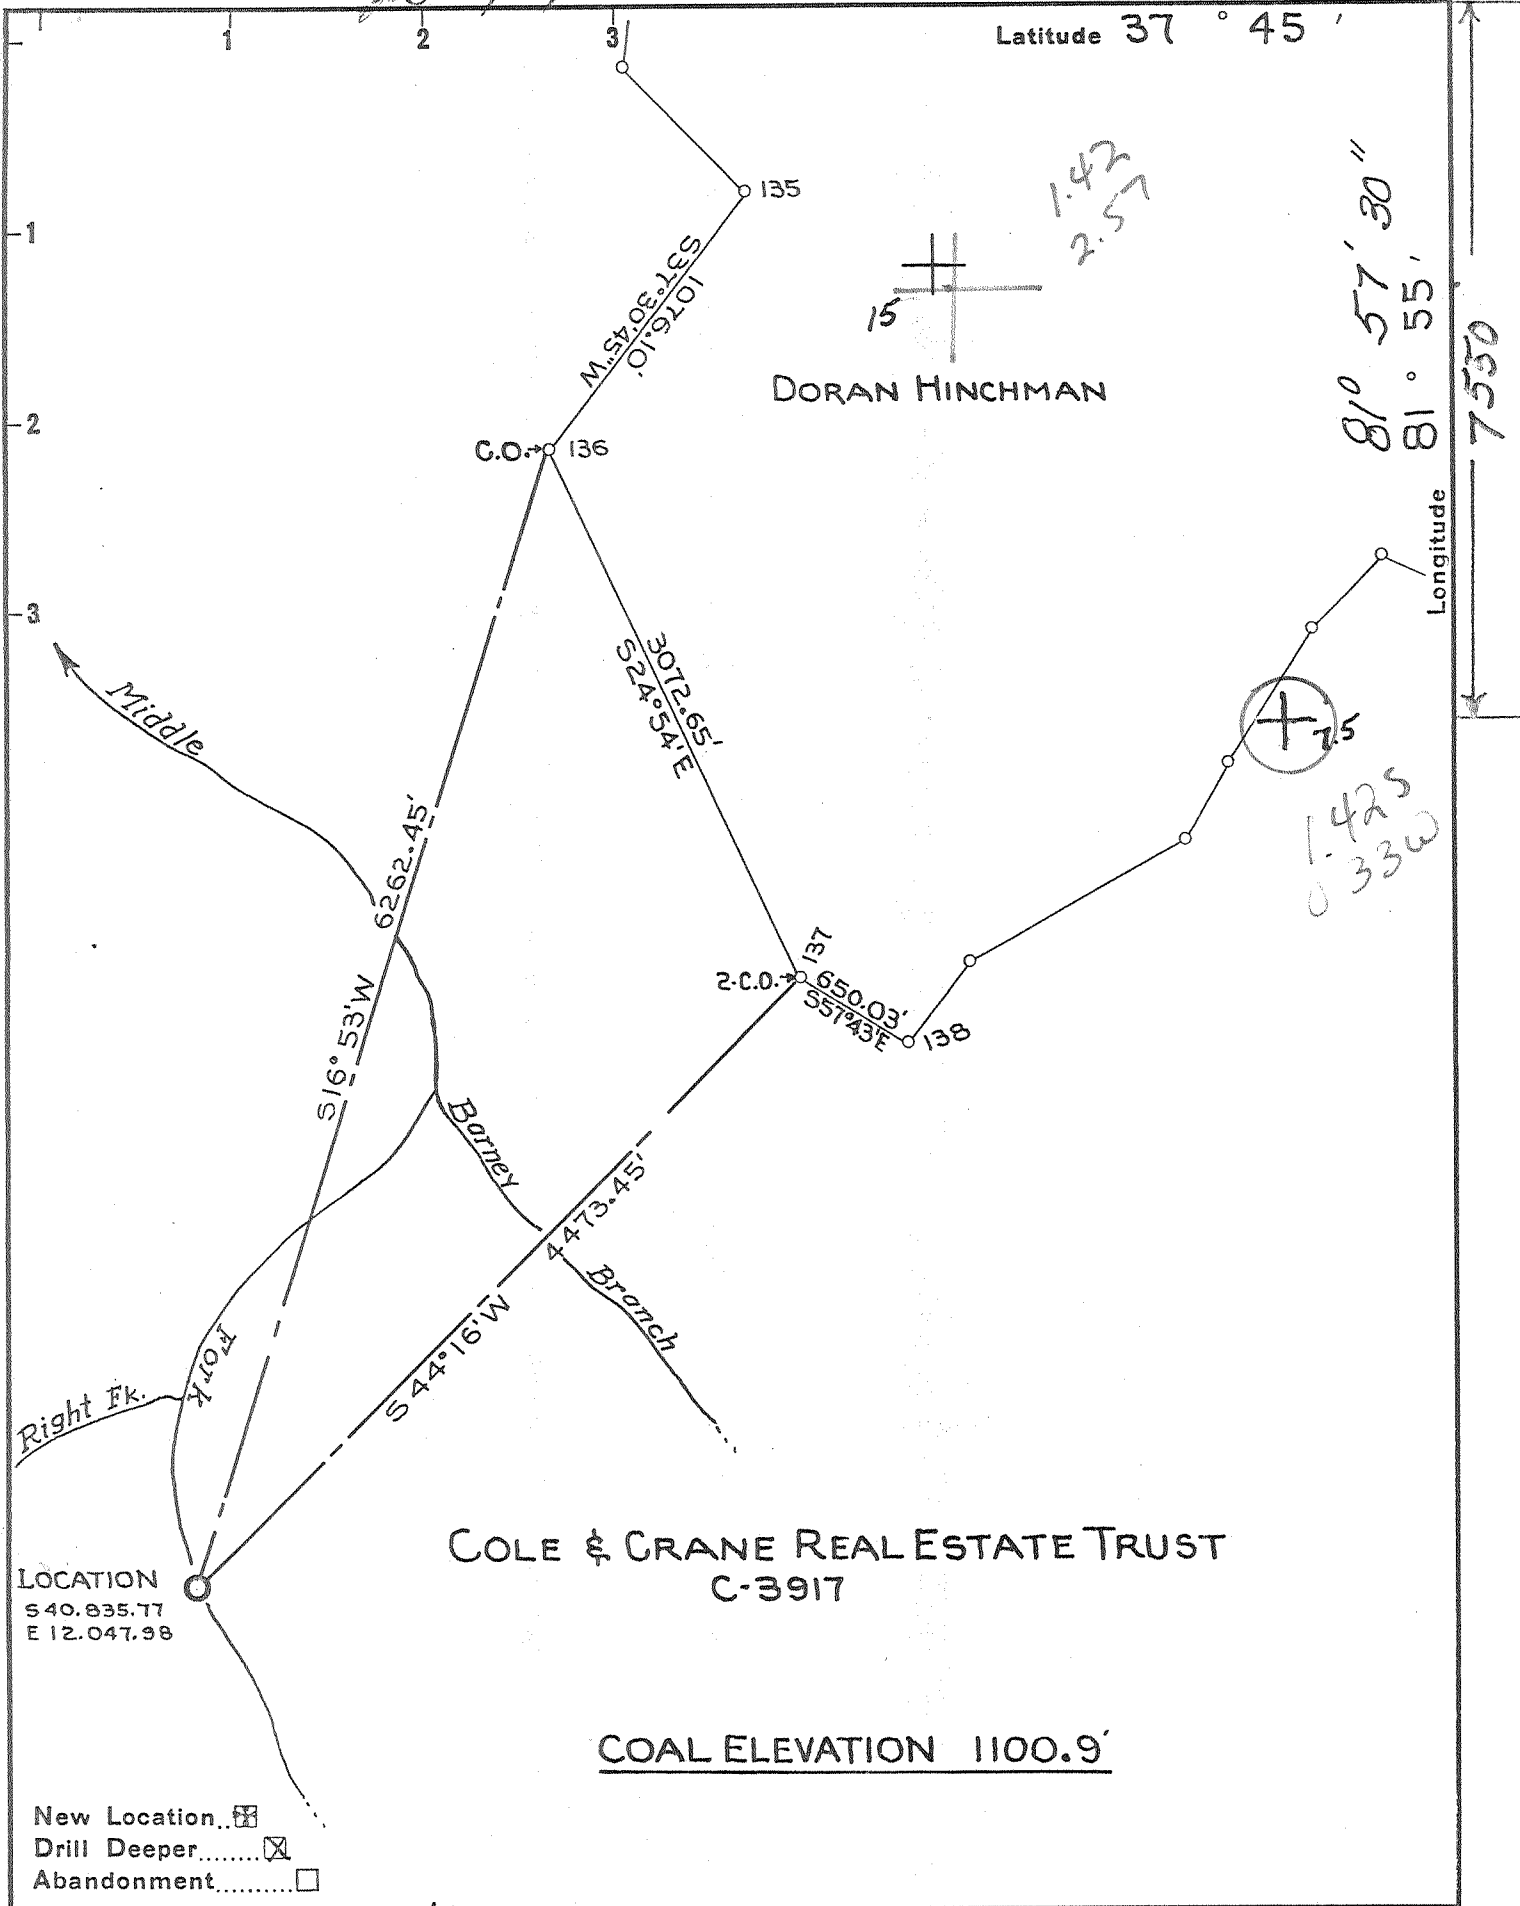 1 2 3
Latitude 37 ° 45 '
1
2
3
135
1.42
2.57
81° 57' 30"
81 ° 55'
Longitude
7550
S37°30'45"W
1076.10'
15
DORAN HINCHMAN
C.O. 136
3072.65'
S24°54'E
Middle
7.5
1.42 S
0.33 W
6262.45'
S16°53'W
137
2-C.O.
650.03'
S57°43'E
138
Barney
4473.45'
S44°16'W
Branch
Fork
Right Fk.
COLE & CRANE REAL ESTATE TRUST
C-3917
LOCATION
S 40.835.77
E 12.047.98
COAL ELEVATION 1100.9'
New Location..
Drill Deeper........
Abandonment..........